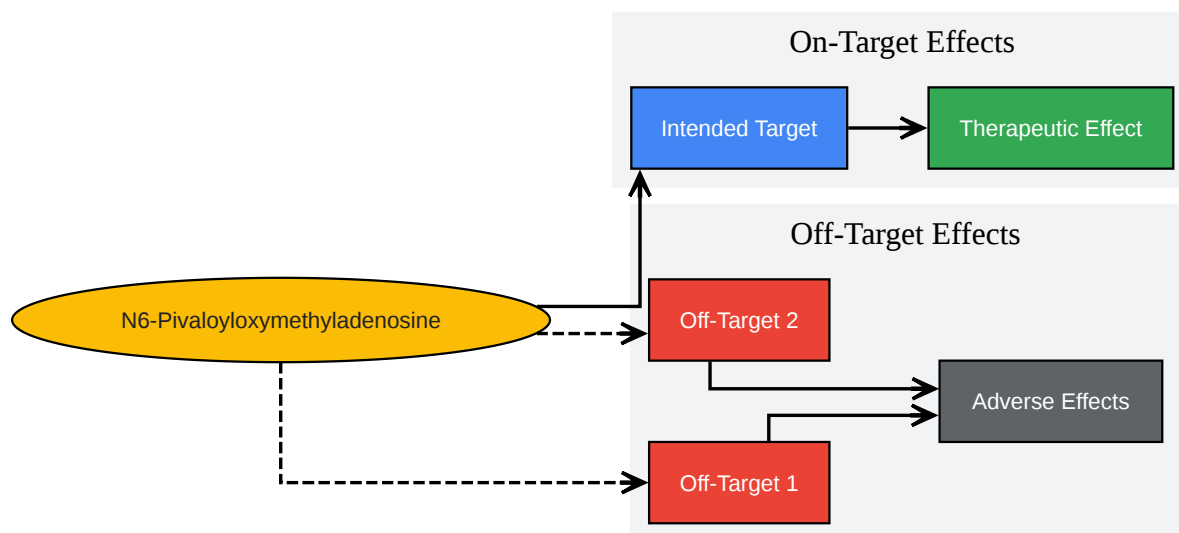 On-Target Effects
Intended Target
Therapeutic Effect
Off-Target Effects
N6-Pivaloyloxymethyladenosine
Off-Target 2
Adverse Effects
Off-Target 1